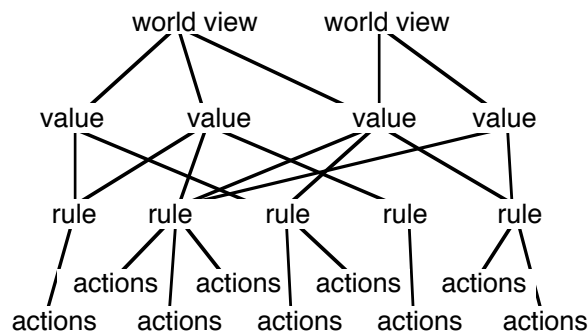 world view world view
value value value value
rule rule rule rule rule
actions actions actions actions
actions actions actions actions actions